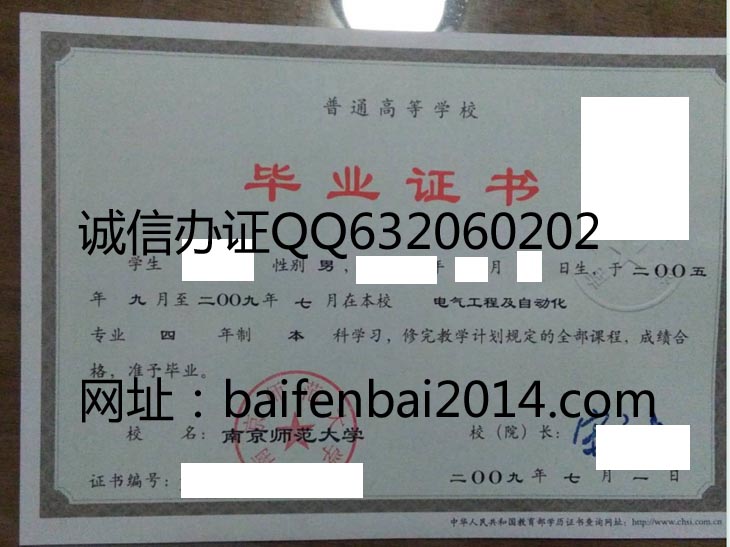 普通高等学校
毕业证书
诚信办证QQ632060202
学生 性别 男， 年 月 日生，于 二〇〇五
年 九 月至 二〇〇九 年 七 月在本校 电气工程及自动化
专业 四 年制 本 科学习，修完教学计划规定的全部课程，成绩合
格，准予毕业。
网址：baifenbai2014.com
校 名： 南京师范大学 校（院）长：
证书编号： 二〇〇九 年 七 月 一 日
中华人民共和国教育部学历证书查询网址：http://www.chsi.com.cn